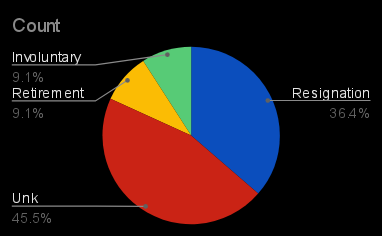 Count
Involuntary
9.1%
Retirement
9.1%
Resignation
36.4%
Unk
45.5%